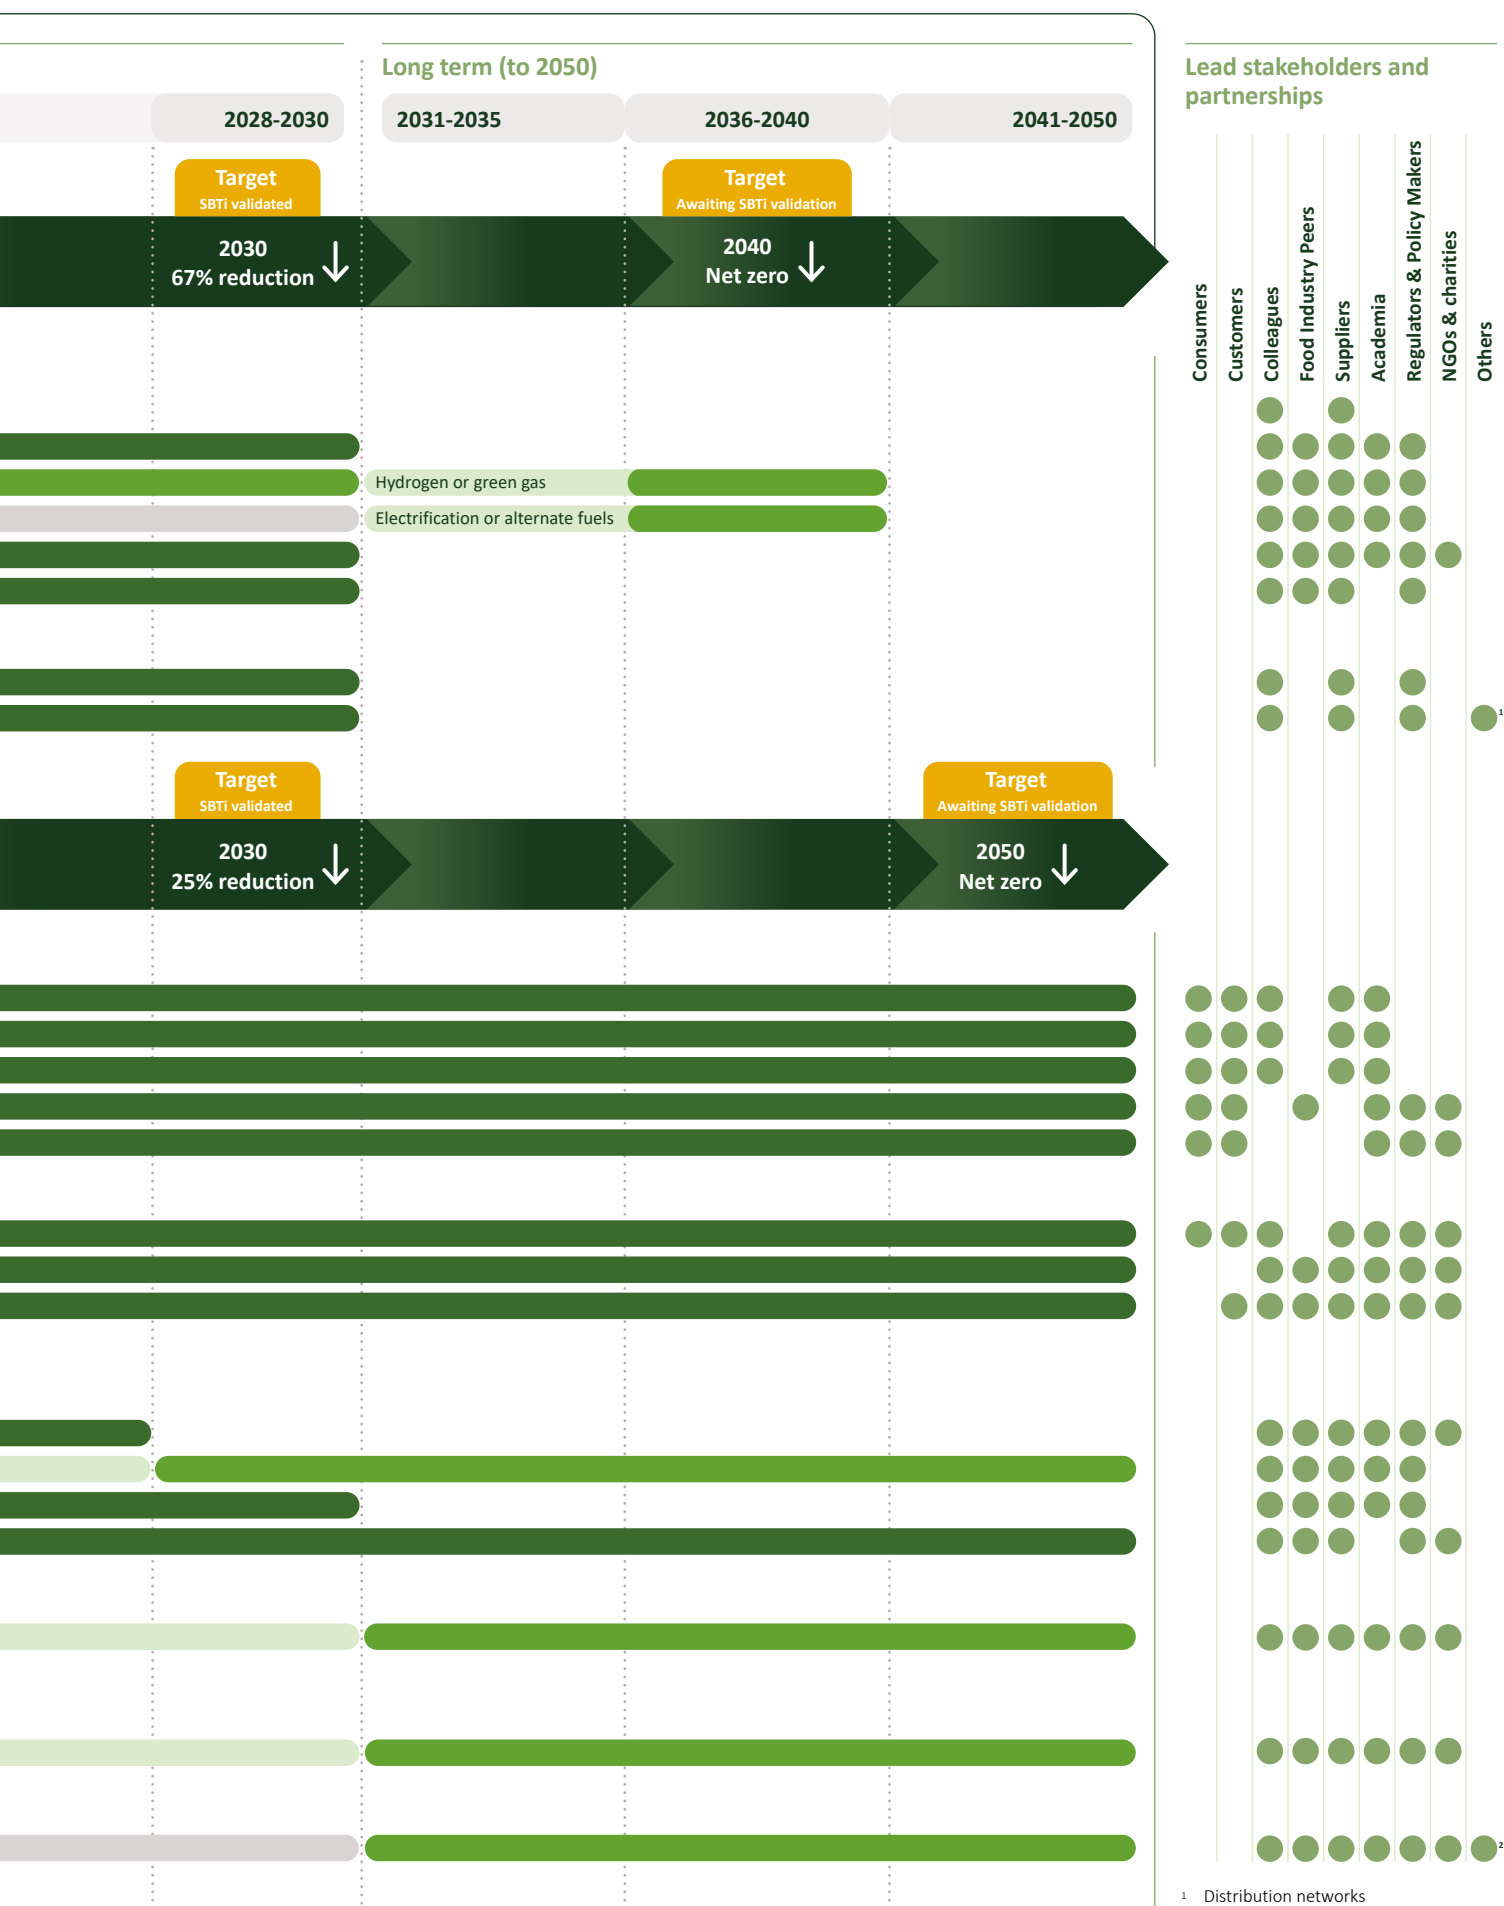 Long term (to 2050)
Lead stakeholders and
partnerships
2028-2030
2031-2035
2036-2040
2041-2050
Target
SBTi validated
Target
Awaiting SBTi validation
2030
67% reduction
2040
Net zero
Consumers
Customers
Colleagues
Food Industry Peers
Suppliers
Academia
Regulators & Policy Makers
NGOs & charities
Others
Hydrogen or green gas
Electrification or alternate fuels
1
Target
SBTi validated
Target
Awaiting SBTi validation
2030
25% reduction
2050
Net zero
2
1 Distribution networks